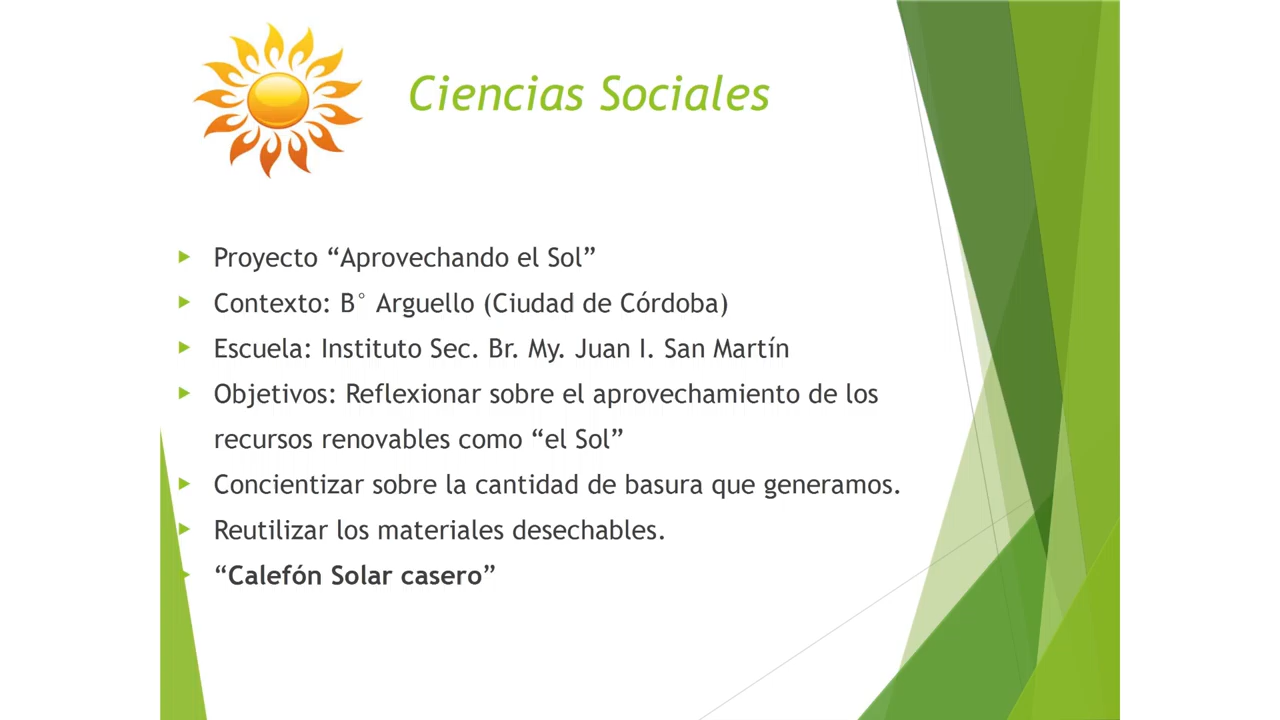 Ciencias Sociales
Proyecto “Aprovechando el Sol”
Contexto: B° Arguello (Ciudad de Córdoba)
Escuela: Instituto Sec. Br. My. Juan I. San Martín
Objetivos: Reflexionar sobre el aprovechamiento de los
recursos renovables como “el Sol”
Concientizar sobre la cantidad de basura que generamos.
Reutilizar los materiales desechables.
“Calefón Solar casero”